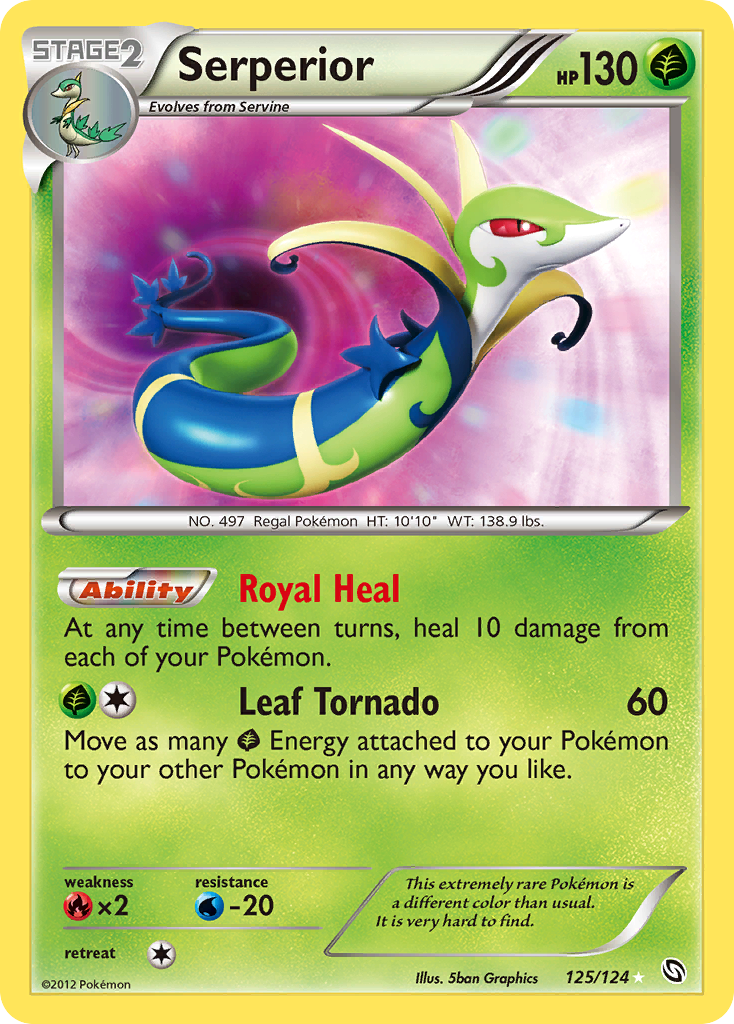 STAGE2
Serperior
HP130
Evolves from Servine
NO. 497 Regal Pokémon HT: 10'10" WT: 138.9 lbs.
Ability Royal Heal
At any time between turns, heal 10 damage from
each of your Pokémon.
Leaf Tornado 60
Move as many Energy attached to your Pokémon
to your other Pokémon in any way you like.
weakness
×2
resistance
-20
retreat
This extremely rare Pokémon is
a different color than usual.
It is very hard to find.
©2012 Pokémon
Illus. 5ban Graphics
125/124